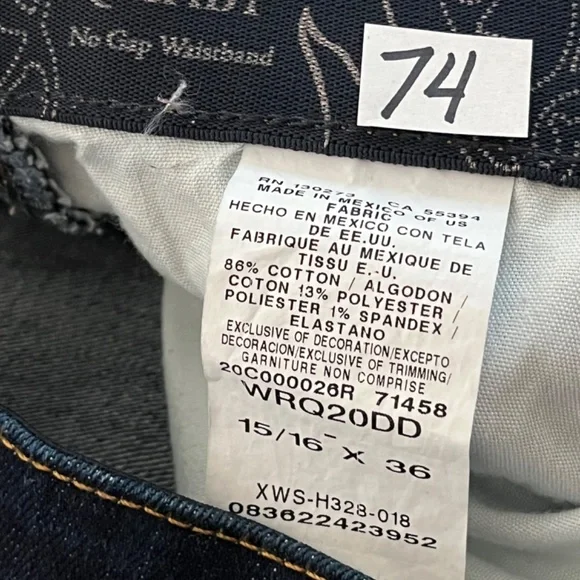 No Gap Waistband
74
RN 130273 CA 55394
MADE IN MEXICO OF US
FABRIC
HECHO EN MEXICO CON TELA
DE EE.UU.
FABRIQUE AU MEXIQUE DE
TISSU E.-U.
86% COTTON / ALGODON /
COTON 13% POLYESTER /
POLIESTER 1% SPANDEX /
ELASTANO
EXCLUSIVE OF DECORATION/EXCEPTO
DECORACION/EXCLUSIVE OF TRIMMING/
GARNITURE NON COMPRISE
20C000026R 71458
WRQ20DD
15/16 X 36
XWS-H328-018
083622423952